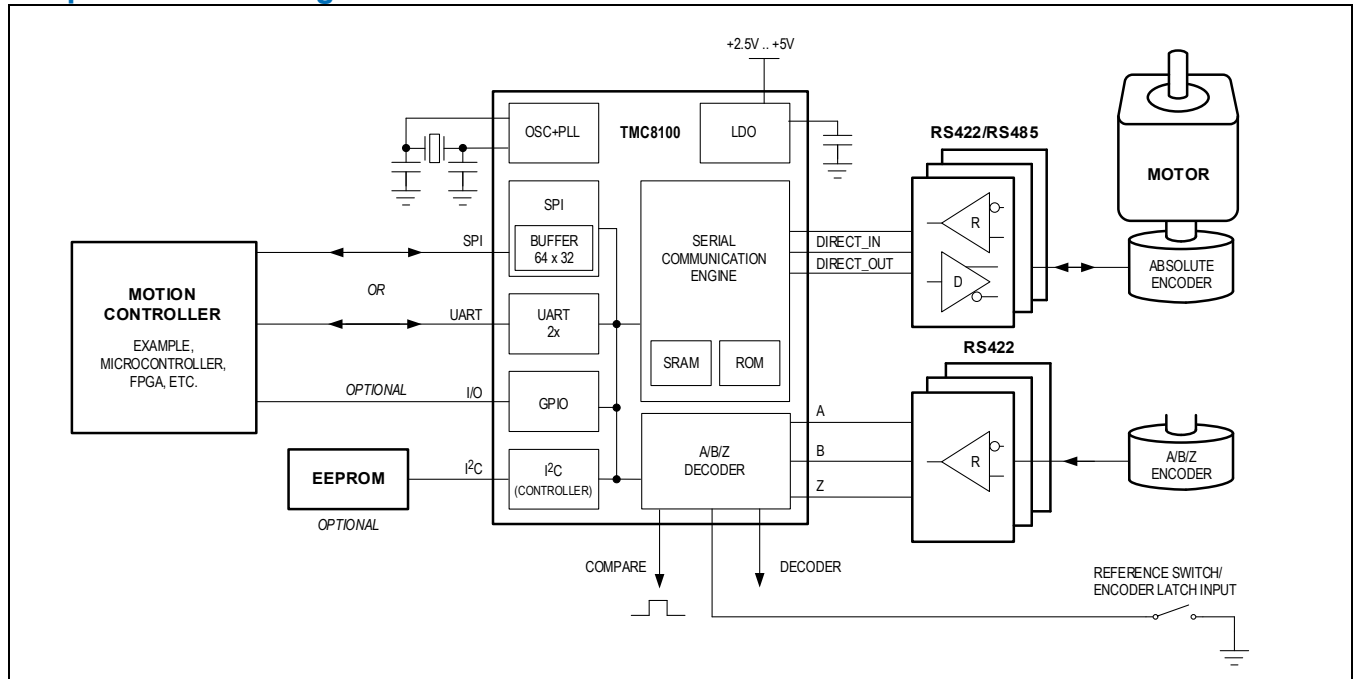 +2.5V .. +5V
OSC+PLL
TMC8100
LDO
RS422/RS485
MOTOR
SPI
BUFFER
64 x 32
SPI
SERIAL
COMMUNICATION
ENGINE
DIRECT_IN
DIRECT_OUT
R
D
ABSOLUTE
ENCODER
MOTION
CONTROLLER
EXAMPLE,
MICROCONTROLLER,
FPGA, ETC.
OR
UART
UART
2x
SRAM
ROM
RS422
OPTIONAL
I/O
GPIO
A/B/Z
DECODER
A
B
Z
R
A/B/Z
ENCODER
EEPROM
OPTIONAL
I²C
I²C
(CONTROLLER)
COMPARE
DECODER
REFERENCE SWITCH/
ENCODER LATCH INPUT